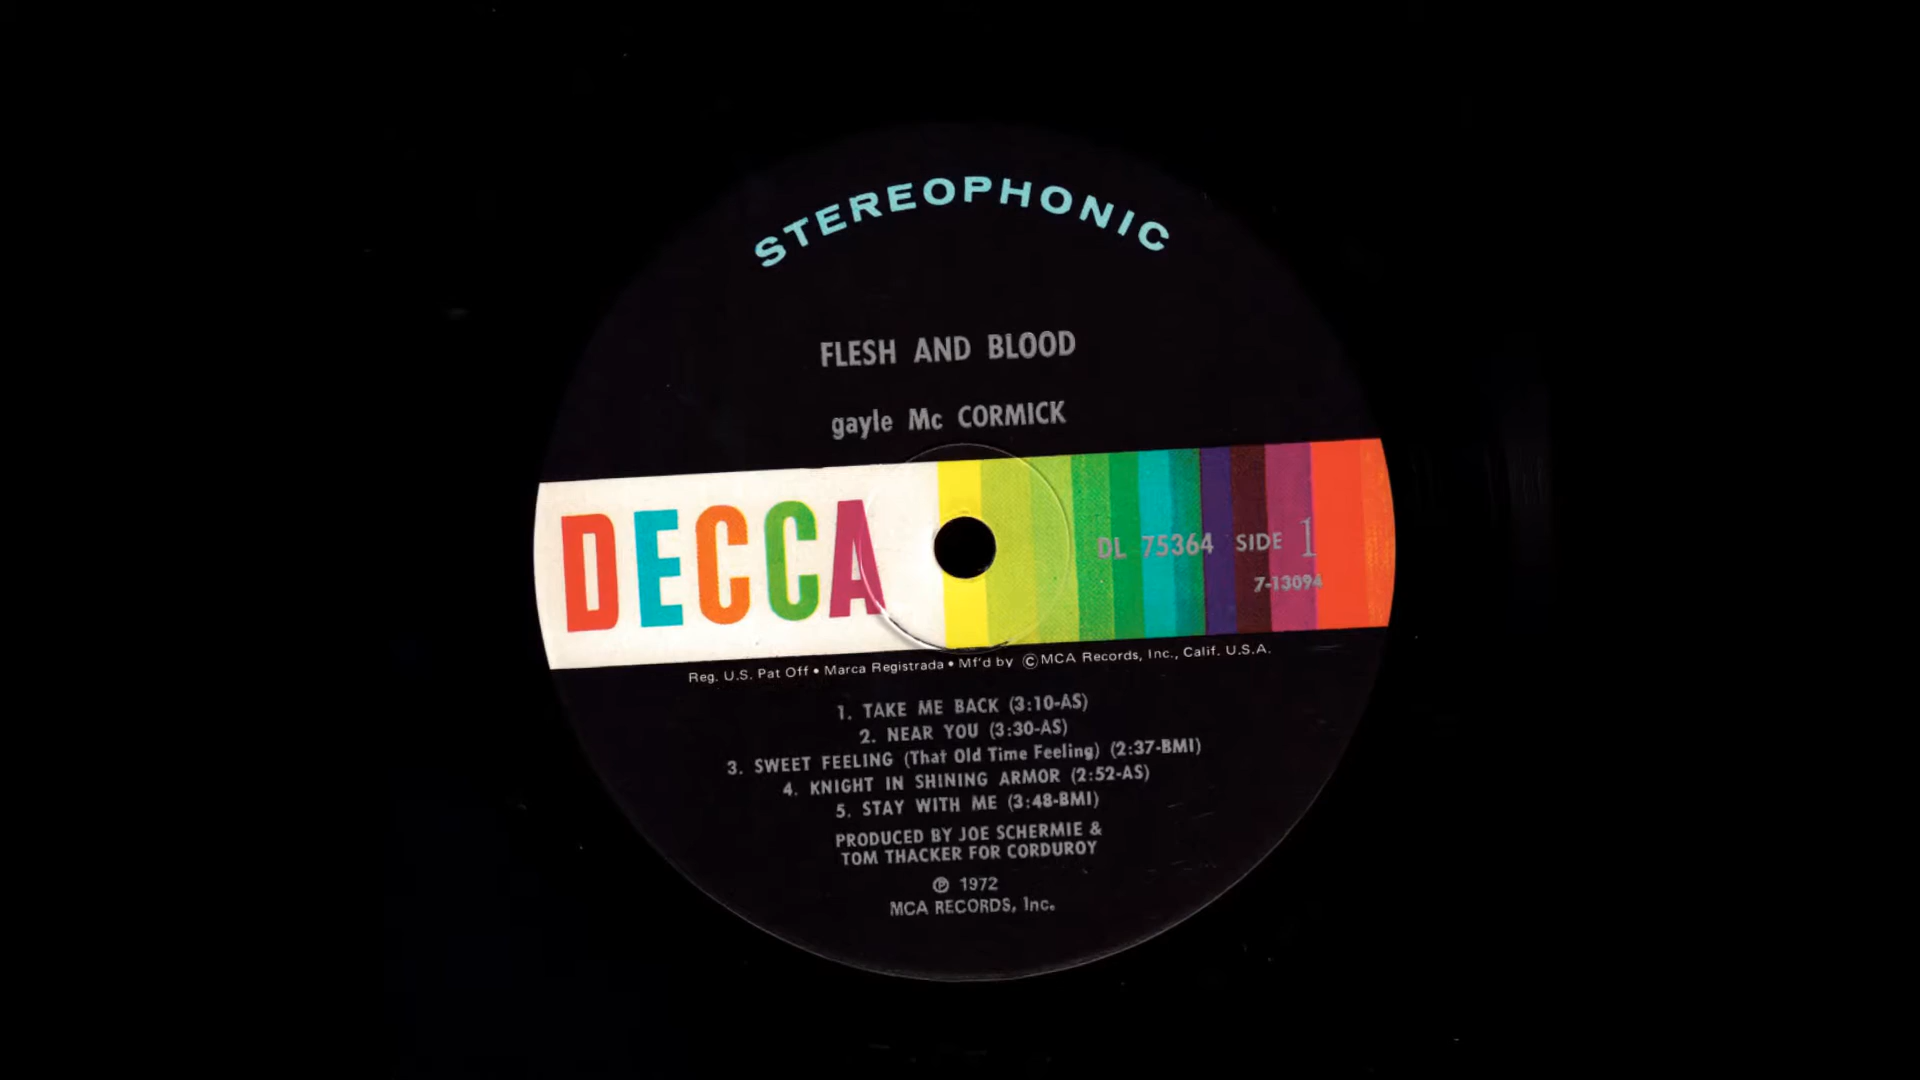 STEREOPHONIC
FLESH AND BLOOD
gayle Mc CORMICK
DECCA
DL 75364 SIDE 1
7-13094
Reg. U.S. Pat Off • Marca Registrada • Mf'd by ©MCA Records, Inc., Calif. U.S.A.
1. TAKE ME BACK (3:10-AS)
2. NEAR YOU (3:30-AS)
3. SWEET FEELING (That Old Time Feeling) (2:37-BMI)
4. KNIGHT IN SHINING ARMOR (2:52-AS)
5. STAY WITH ME (3:48-BMI)
PRODUCED BY JOE SCHERMIE &
TOM THACKER FOR CORDUROY
℗ 1972
MCA RECORDS, Inc.